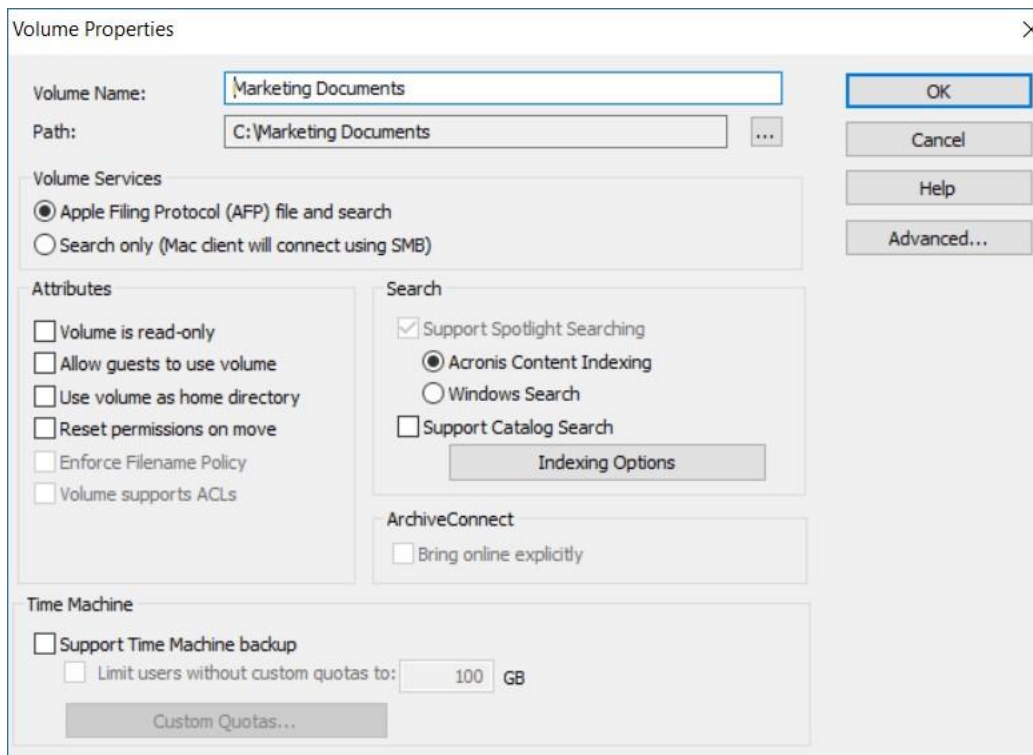 Volume Properties
Volume Name: Marketing Documents
OK
Path: C:\Marketing Documents ...
Cancel
Volume Services
Help
Apple Filing Protocol (AFP) file and search
Search only (Mac client will connect using SMB)
Advanced...
Attributes
Volume is read-only
Allow guests to use volume
Use volume as home directory
Reset permissions on move
Enforce Filename Policy
Volume supports ACLs
Search
Support Spotlight Searching
Acronis Content Indexing
Windows Search
Support Catalog Search
Indexing Options
ArchiveConnect
Bring online explicitly
Time Machine
Support Time Machine backup
Limit users without custom quotas to: 100 GB
Custom Quotas...